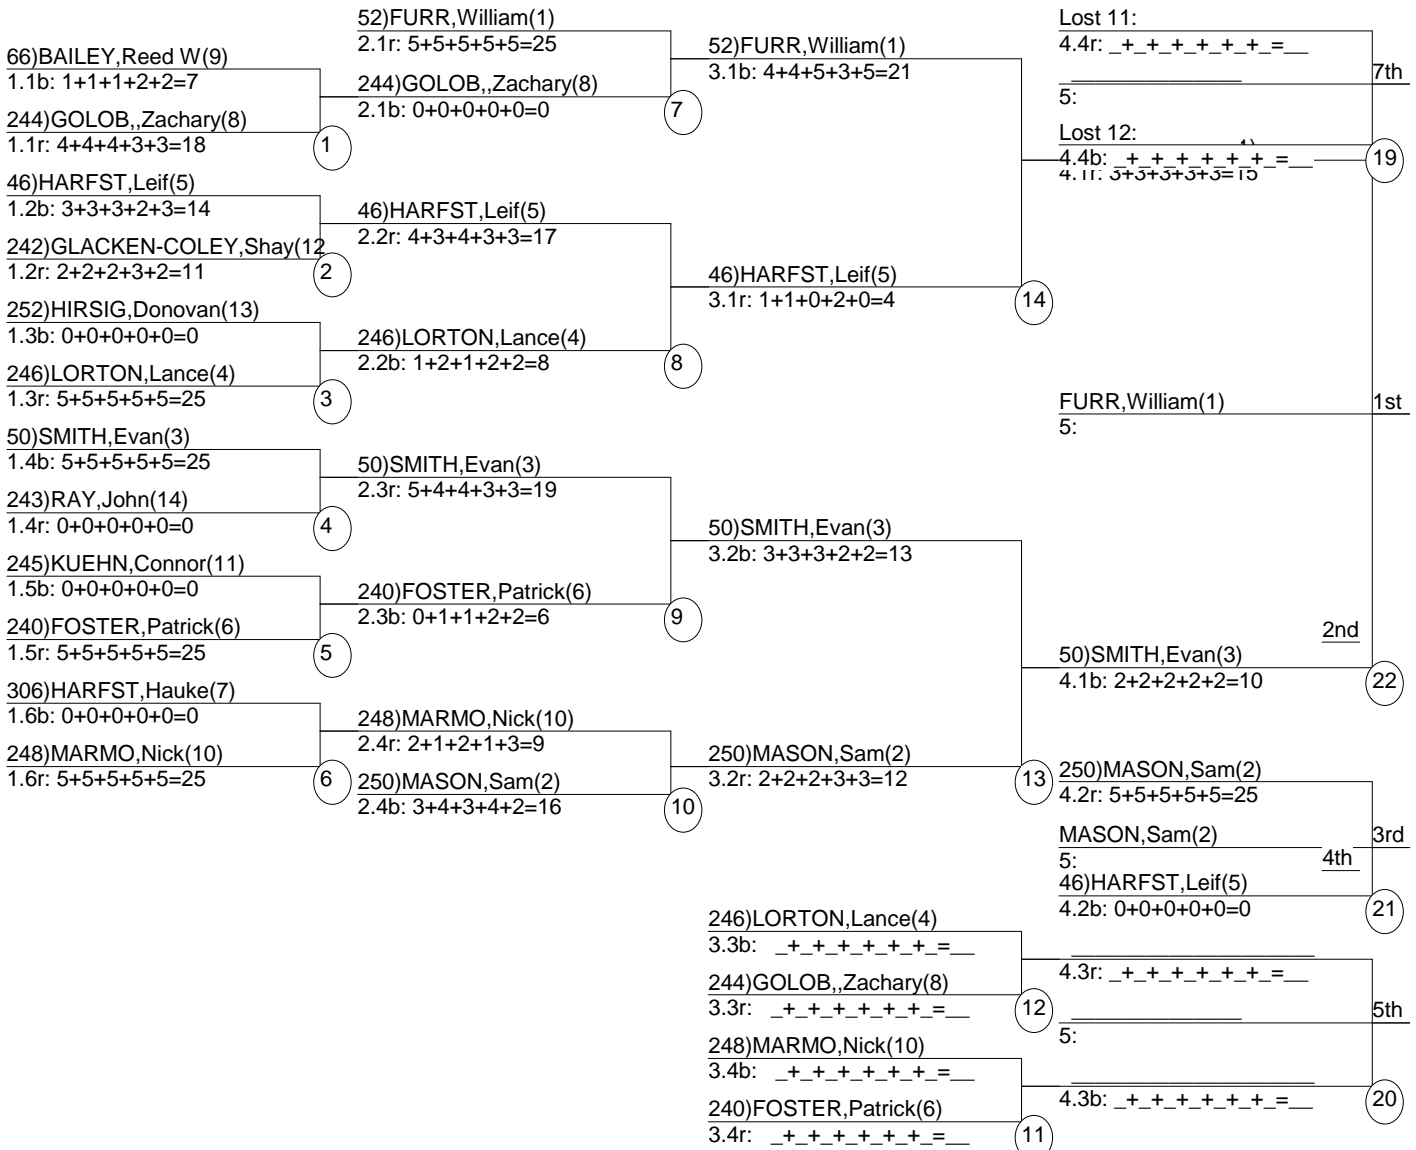 66)BAILEY,Reed W(9)
1.1b: 1+1+1+2+2=7
244)GOLOB,,Zachary(8)
1.1r: 4+4+4+3+3=18
1
46)HARFST,Leif(5)
1.2b: 3+3+3+2+3=14
242)GLACKEN-COLEY,Shay(12
1.2r: 2+2+2+3+2=11
2
252)HIRSIG,Donovan(13)
1.3b: 0+0+0+0+0=0
246)LORTON,Lance(4)
1.3r: 5+5+5+5+5=25
3
50)SMITH,Evan(3)
1.4b: 5+5+5+5+5=25
243)RAY,John(14)
1.4r: 0+0+0+0+0=0
4
245)KUEHN,Connor(11)
1.5b: 0+0+0+0+0=0
240)FOSTER,Patrick(6)
1.5r: 5+5+5+5+5=25
5
306)HARFST,Hauke(7)
1.6b: 0+0+0+0+0=0
248)MARMO,Nick(10)
1.6r: 5+5+5+5+5=25
6
52)FURR,William(1)
2.1r: 5+5+5+5+5=25
244)GOLOB,,Zachary(8)
2.1b: 0+0+0+0+0=0
7
46)HARFST,Leif(5)
2.2r: 4+3+4+3+3=17
246)LORTON,Lance(4)
2.2b: 1+2+1+2+2=8
8
50)SMITH,Evan(3)
2.3r: 5+4+4+3+3=19
240)FOSTER,Patrick(6)
2.3b: 0+1+1+2+2=6
9
248)MARMO,Nick(10)
2.4r: 2+1+2+1+3=9
250)MASON,Sam(2)
2.4b: 3+4+3+4+2=16
10
52)FURR,William(1)
3.1b: 4+4+5+3+5=21
46)HARFST,Leif(5)
3.1r: 1+1+0+2+0=4
14
50)SMITH,Evan(3)
3.2b: 3+3+3+2+2=13
250)MASON,Sam(2)
3.2r: 2+2+2+3+3=12
13
246)LORTON,Lance(4)
3.3b: _+_+_+_+_+_+_=__
244)GOLOB,,Zachary(8)
3.3r: _+_+_+_+_+_+_=__
12
248)MARMO,Nick(10)
3.4b: _+_+_+_+_+_+_=__
240)FOSTER,Patrick(6)
3.4r: _+_+_+_+_+_+_=__
11
Lost 11:
4.4r: _+_+_+_+_+_+_=__
7th
5:
Lost 12:
4.4b: _+_+_+_+_+_+_=__
19
4.1r: 3+3+3+3+3=15
FURR,William(1)
1st
5:
2nd
50)SMITH,Evan(3)
4.1b: 2+2+2+2+2=10
22
250)MASON,Sam(2)
4.2r: 5+5+5+5+5=25
MASON,Sam(2)
3rd
5:
4th
46)HARFST,Leif(5)
4.2b: 0+0+0+0+0=0
21
4.3r: _+_+_+_+_+_+_=__
5th
5:
4.3b: _+_+_+_+_+_+_=__
20